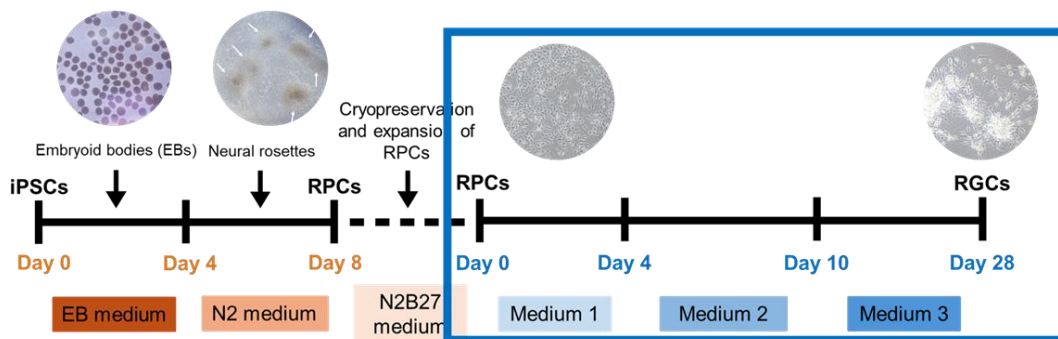 Embryoid bodies (EBs)
Neural rosettes
Cryopreservation
and expansion of
RPCs
iPSCs
RPCs
RPCs
RGCs
Day 0
Day 4
Day 8
Day 0
Day 4
Day 10
Day 28
EB medium
N2 medium
N2B27
medium
Medium 1
Medium 2
Medium 3